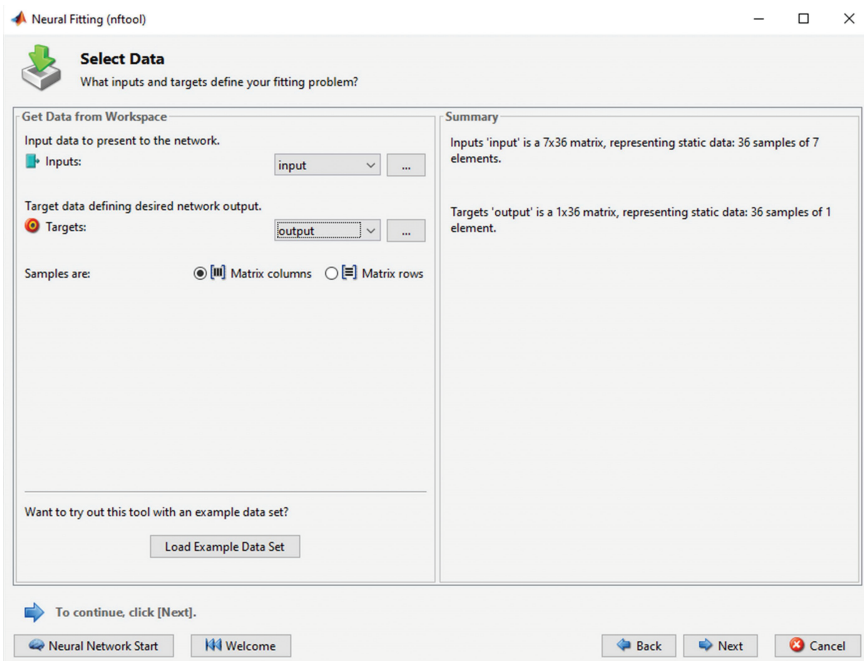 Neural Fitting (nftool)
Select Data
What inputs and targets define your fitting problem?
Get Data from Workspace
Input data to present to the network.
Inputs:
input
...
Target data defining desired network output.
Targets:
output
...
Samples are:
Matrix columns
Matrix rows
Want to try out this tool with an example data set?
Load Example Data Set
Summary
Inputs 'input' is a 7x36 matrix, representing static data: 36 samples of 7
elements.
Targets 'output' is a 1x36 matrix, representing static data: 36 samples of 1
element.
To continue, click [Next].
Neural Network Start
Welcome
Back
Next
Cancel